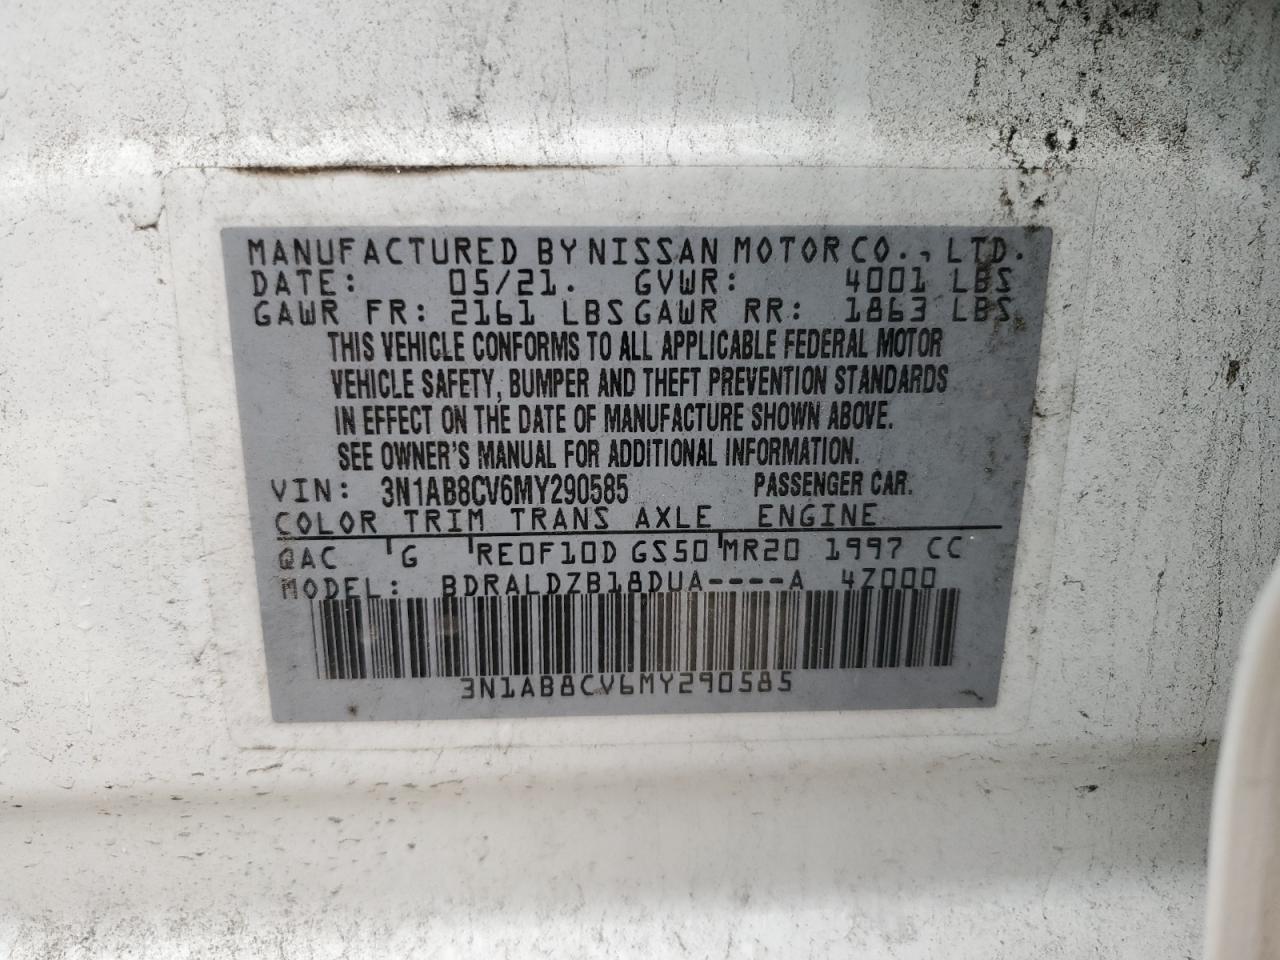 MANUFACTURED BY NISSAN MOTOR CO., LTD.
DATE: 05/21. GVWR: 4001 LBS
GAWR FR: 2161 LBS GAWR RR: 1863 LBS
THIS VEHICLE CONFORMS TO ALL APPLICABLE FEDERAL MOTOR
VEHICLE SAFETY, BUMPER AND THEFT PREVENTION STANDARDS
IN EFFECT ON THE DATE OF MANUFACTURE SHOWN ABOVE.
SEE OWNER'S MANUAL FOR ADDITIONAL INFORMATION.
VIN: 3N1AB8CV6MY290585 PASSENGER CAR.
COLOR TRIM TRANS AXLE ENGINE
QAC G RE0F10D GS50 MR20 1997 CC
MODEL: BDRALDZB18DUA----A 4Z000
3N1AB8CV6MY290585